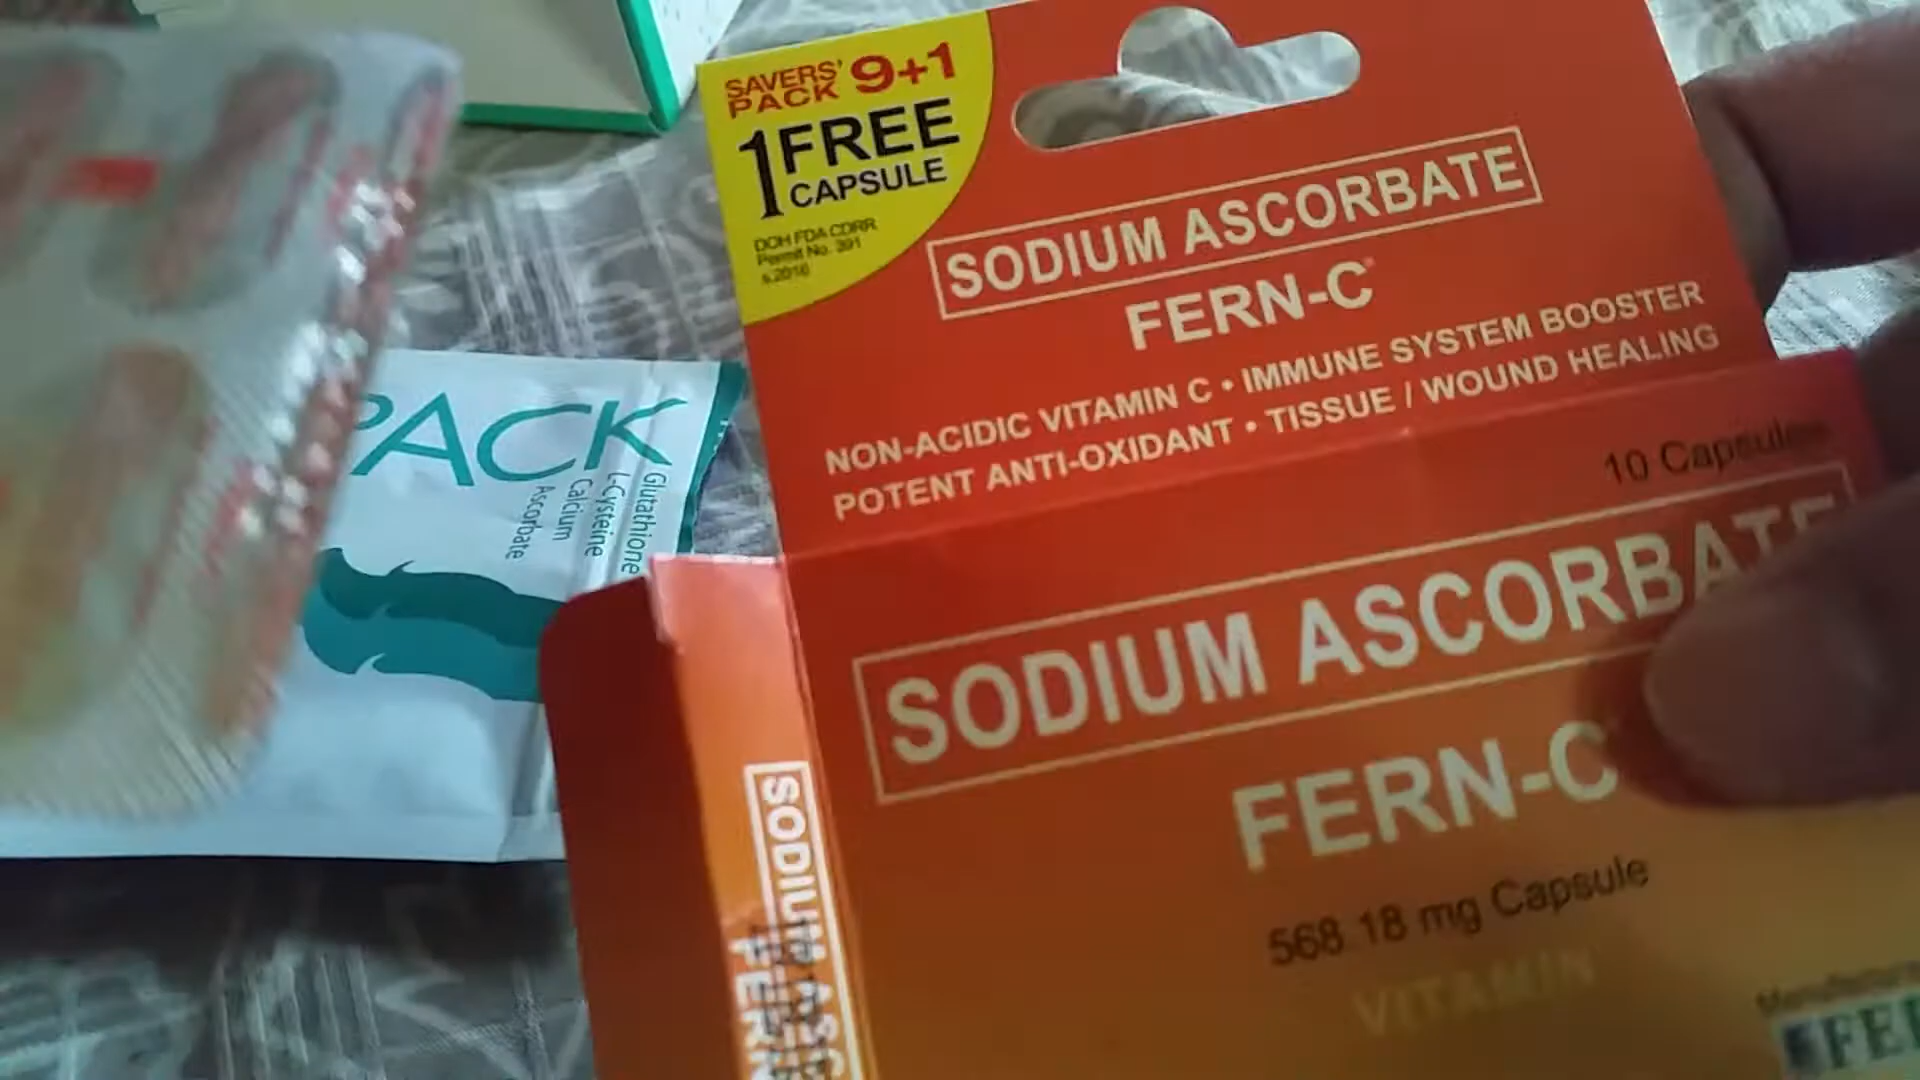 SAVERS' PACK 9+1
1 FREE
CAPSULE
DOH FDA CDRR
Permit No. 391
s.2016
SODIUM ASCORBATE
FERN-C
NON-ACIDIC VITAMIN C • IMMUNE SYSTEM BOOSTER
POTENT ANTI-OXIDANT • TISSUE / WOUND HEALING
10 Capsules
SODIUM ASCORBATE
FERN-C
568.18 mg Capsule
VITAMIN
PACK
Glutathione
L-Cysteine
Calcium
Ascorbate
SODIUM ASC
FERN